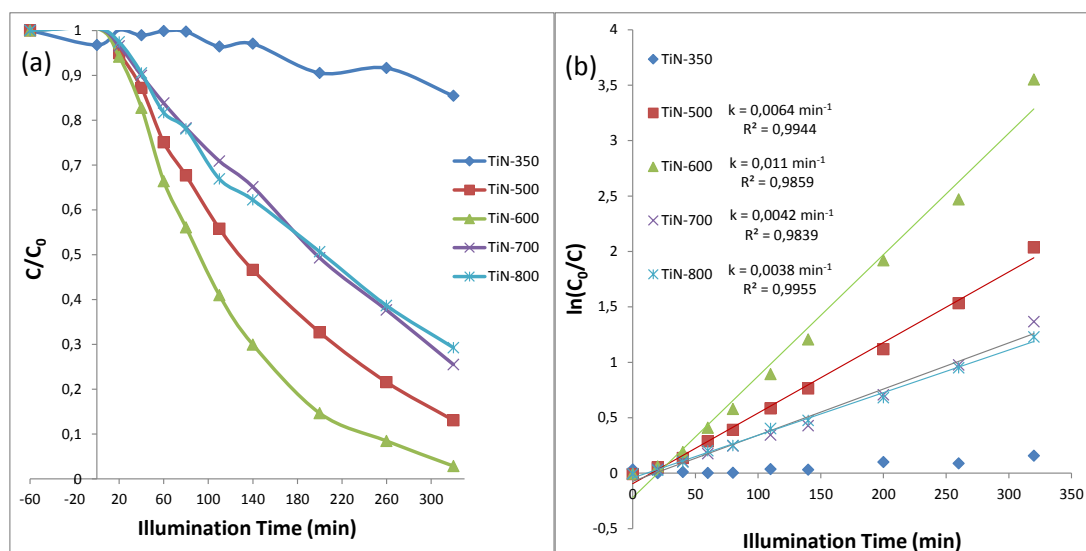 (a)
C/C0
1
0,9
0,8
0,7
0,6
0,5
0,4
0,3
0,2
0,1
0
-60 -20 20 60 100 140 180 220 260 300
Illumination Time (min)
TiN-350
TiN-500
TiN-600
TiN-700
TiN-800
(b)
ln(C0/C)
4
3,5
3
2,5
2
1,5
1
0,5
0
-0,5
0 50 100 150 200 250 300 350
Illumination Time (min)
TiN-350
TiN-500 k = 0,0064 min-1
R² = 0,9944
TiN-600 k = 0,011 min-1
R² = 0,9859
TiN-700 k = 0,0042 min-1
R² = 0,9839
TiN-800 k = 0,0038 min-1
R² = 0,9955